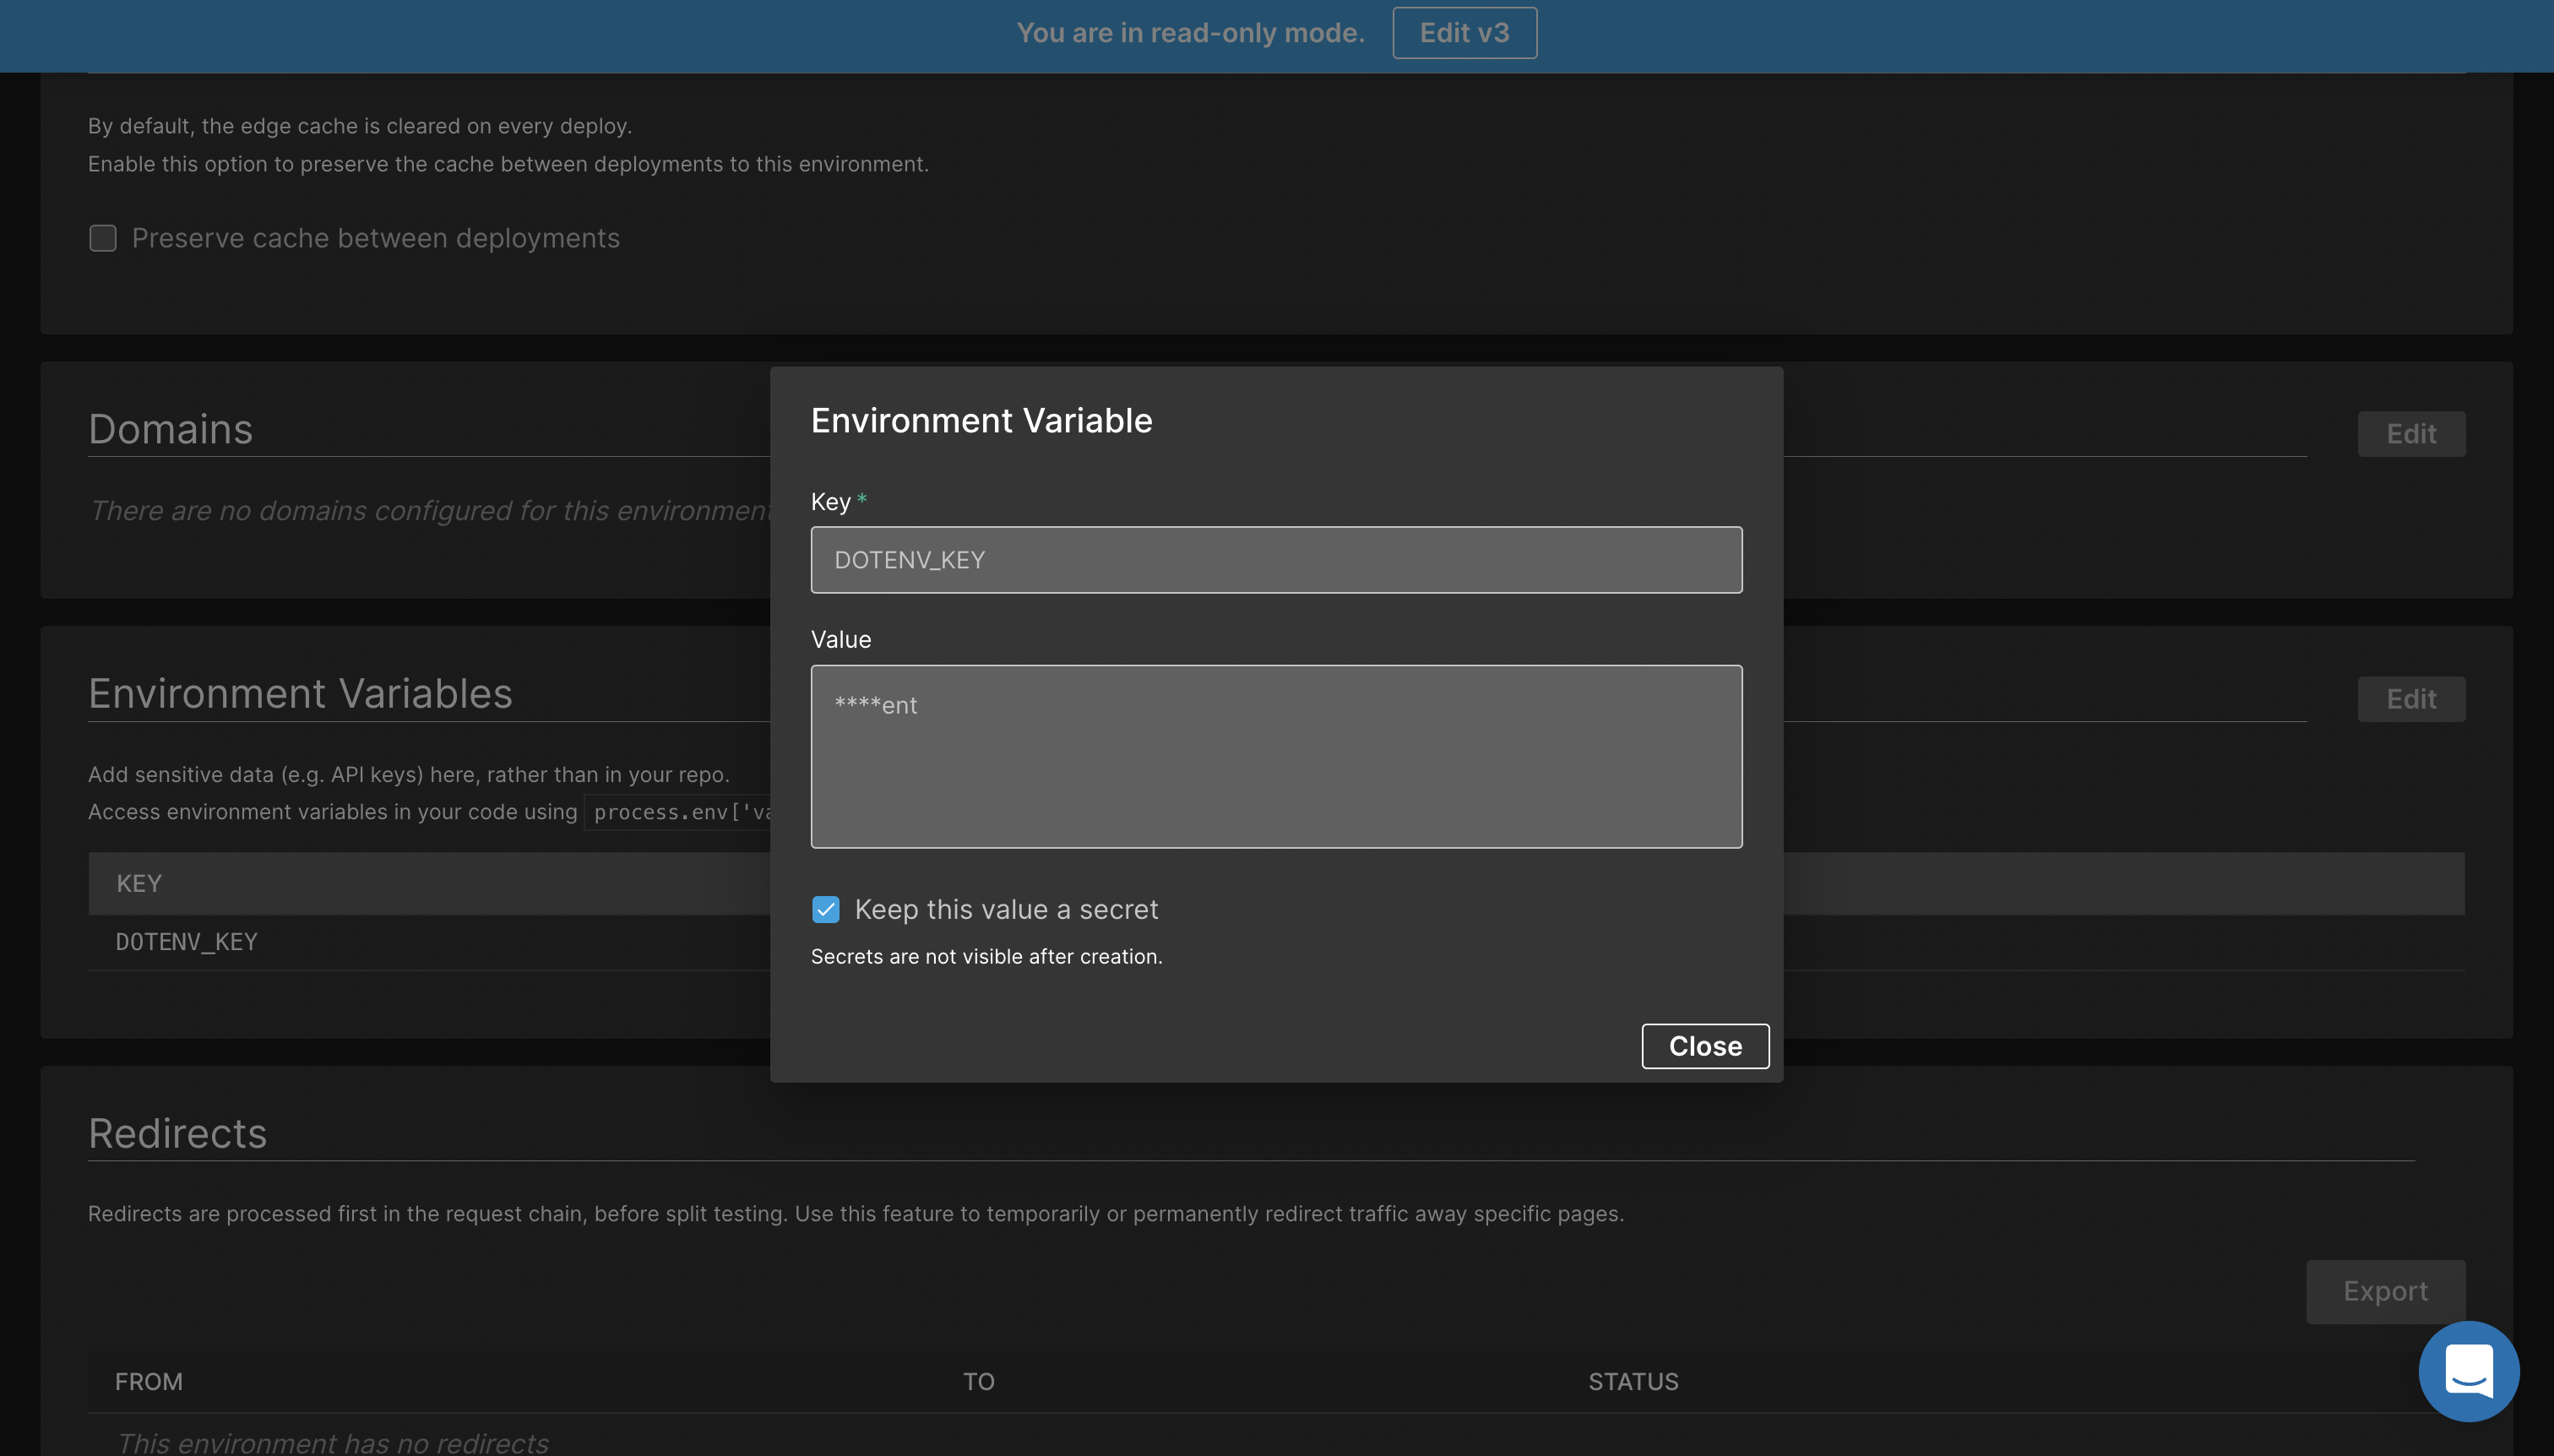 You are in read-only mode.
Edit v3
By default, the edge cache is cleared on every deploy.
Enable this option to preserve the cache between deployments to this environment.
Preserve cache between deployments
Domains
Edit
There are no domains configured for this environment
Environment Variables
Edit
Add sensitive data (e.g. API keys) here, rather than in your repo.
Access environment variables in your code using process.env['va
KEY
DOTENV_KEY
Environment Variable
Key *
DOTENV_KEY
Value
****ent
Keep this value a secret
Secrets are not visible after creation.
Close
Redirects
Redirects are processed first in the request chain, before split testing. Use this feature to temporarily or permanently redirect traffic away specific pages.
Export
FROM TO STATUS
This environment has no redirects